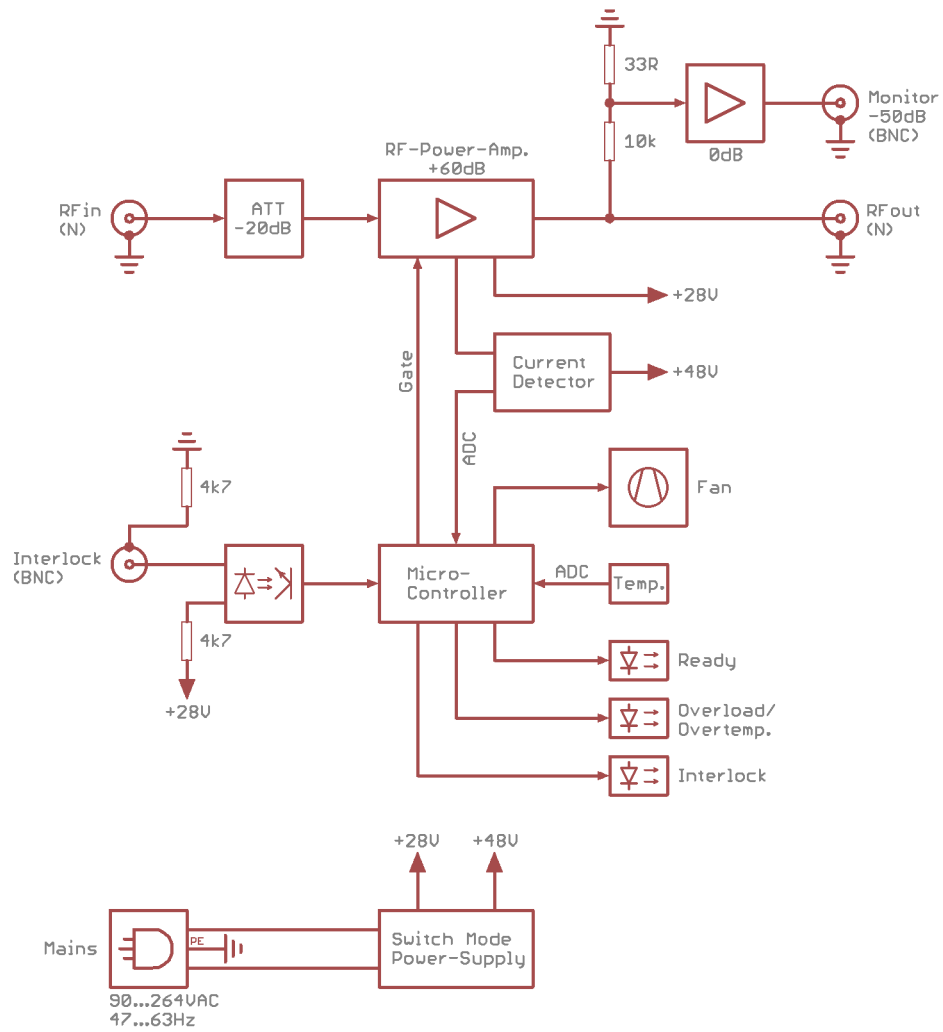 33R
Monitor
-50dB
(BNC)
10k
0dB
RF-Power-Amp.
+60dB
RFin
(N)
ATT
-20dB
RFout
(N)
+28V
Gate
Current
Detector
+48V
ADC
4k7
Fan
Interlock
(BNC)
Micro-
Controller
ADC
Temp.
4k7
Ready
+28V
Overload/
Overtemp.
Interlock
+28V
+48V
Mains
PE
Switch Mode
Power-Supply
90...264VAC
47...63Hz